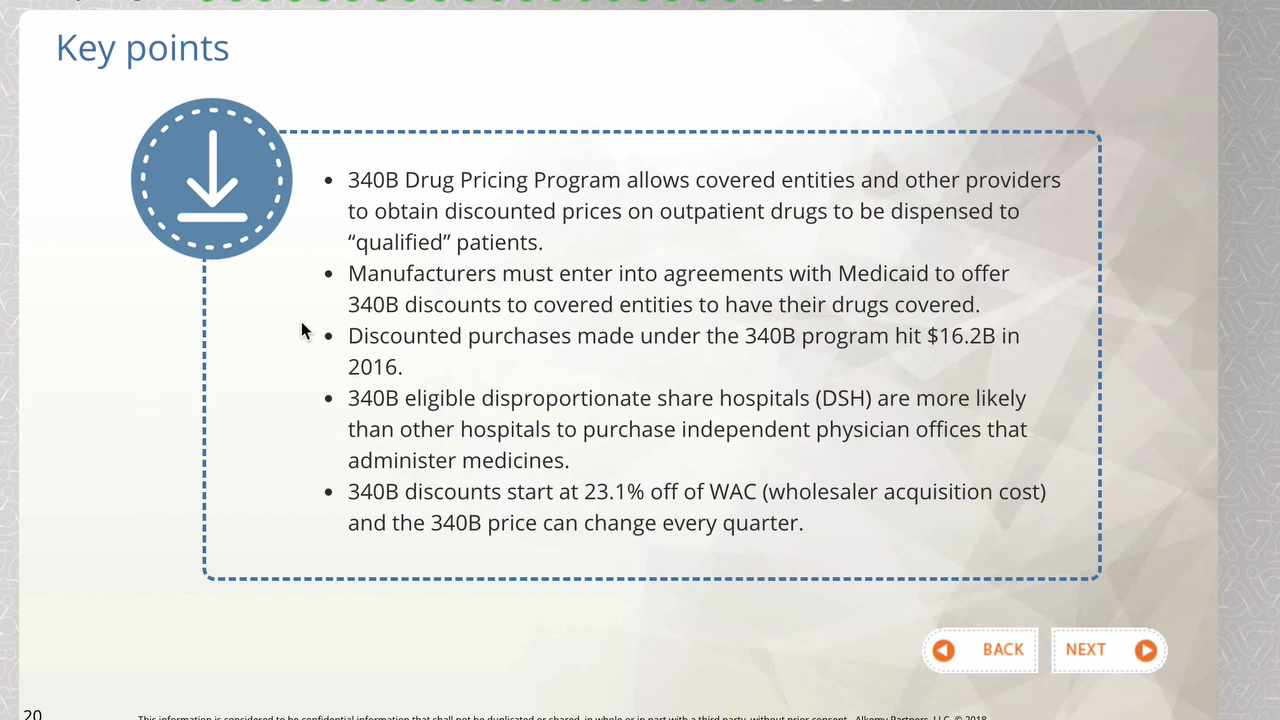 Key points
• 340B Drug Pricing Program allows covered entities and other providers
to obtain discounted prices on outpatient drugs to be dispensed to
“qualified” patients.
• Manufacturers must enter into agreements with Medicaid to offer
340B discounts to covered entities to have their drugs covered.
• Discounted purchases made under the 340B program hit $16.2B in
2016.
• 340B eligible disproportionate share hospitals (DSH) are more likely
than other hospitals to purchase independent physician offices that
administer medicines.
• 340B discounts start at 23.1% off of WAC (wholesaler acquisition cost)
and the 340B price can change every quarter.
BACK NEXT
20 This information is considered to be confidential information that shall not be duplicated or shared, in whole or in part with a third party, without prior consent. Alkemy Partners, LLC. © 2018